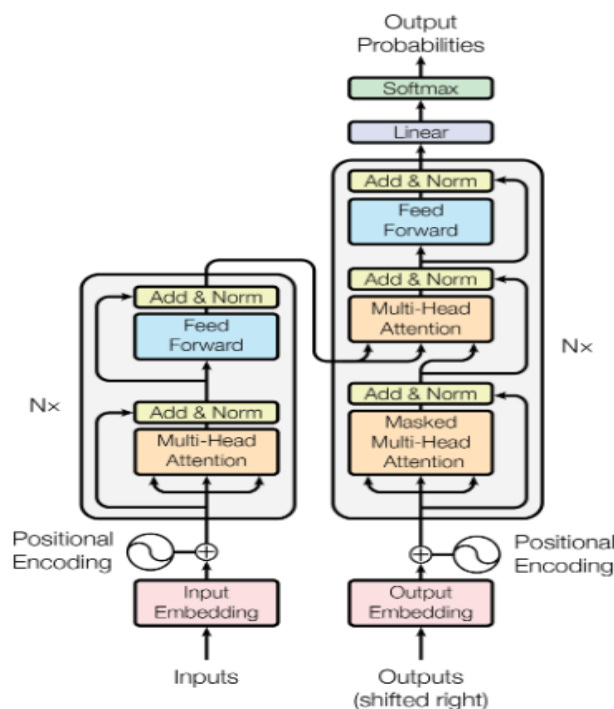 Output
Probabilities
Softmax
Linear
Add & Norm
Feed
Forward
Add & Norm
Multi-Head
Attention
Add & Norm
Masked
Multi-Head
Attention
Nx
Add & Norm
Feed
Forward
Add & Norm
Multi-Head
Attention
Nx
Positional
Encoding
Positional
Encoding
Input
Embedding
Output
Embedding
Inputs
Outputs
(shifted right)